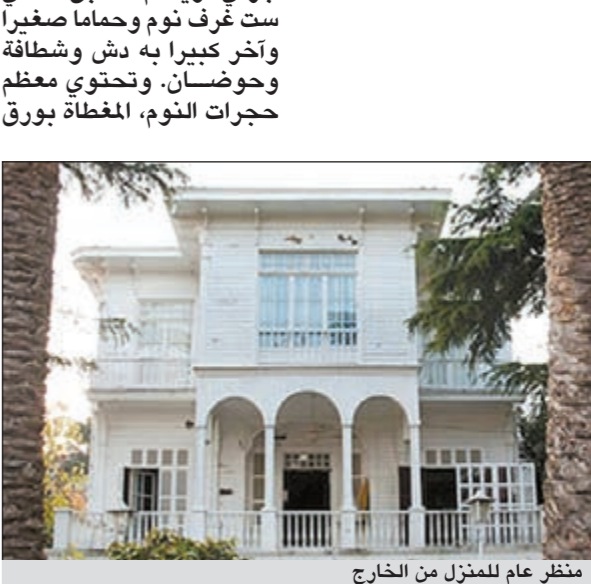 ست غرف نوم وحماما صغيرا
وآخر كبيرا به دش وشطافة
وحوضـــان. وتحتوي معظم
حجرات النوم، المغطاة بورق
منظر عام للمنزل من الخارج